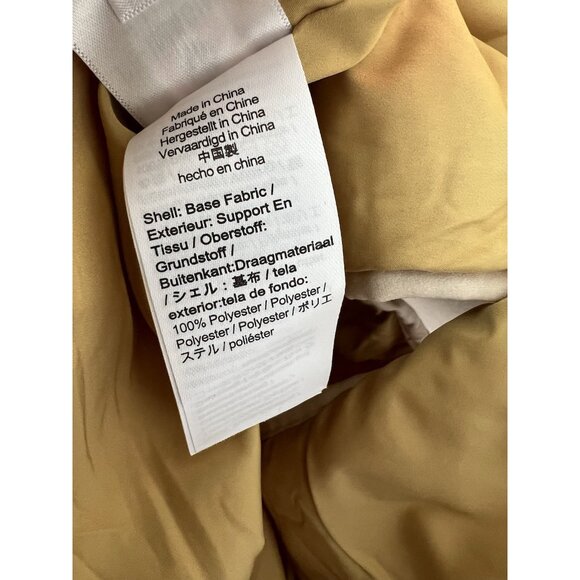 Made in China
Fabriqué en Chine
Hergestellt in China
Vervaardigd in China
中国製
hecho en china
Shell: Base Fabric /
Exterieur: Support En
Tissu / Oberstoff:
Grundstoff /
Buitenkant:Draagmateriaal
/ シェル：基布 / tela
exterior:tela de fondo:
100% Polyester / Polyester /
Polyester / Polyester / ポリエ
ステル / poliéster